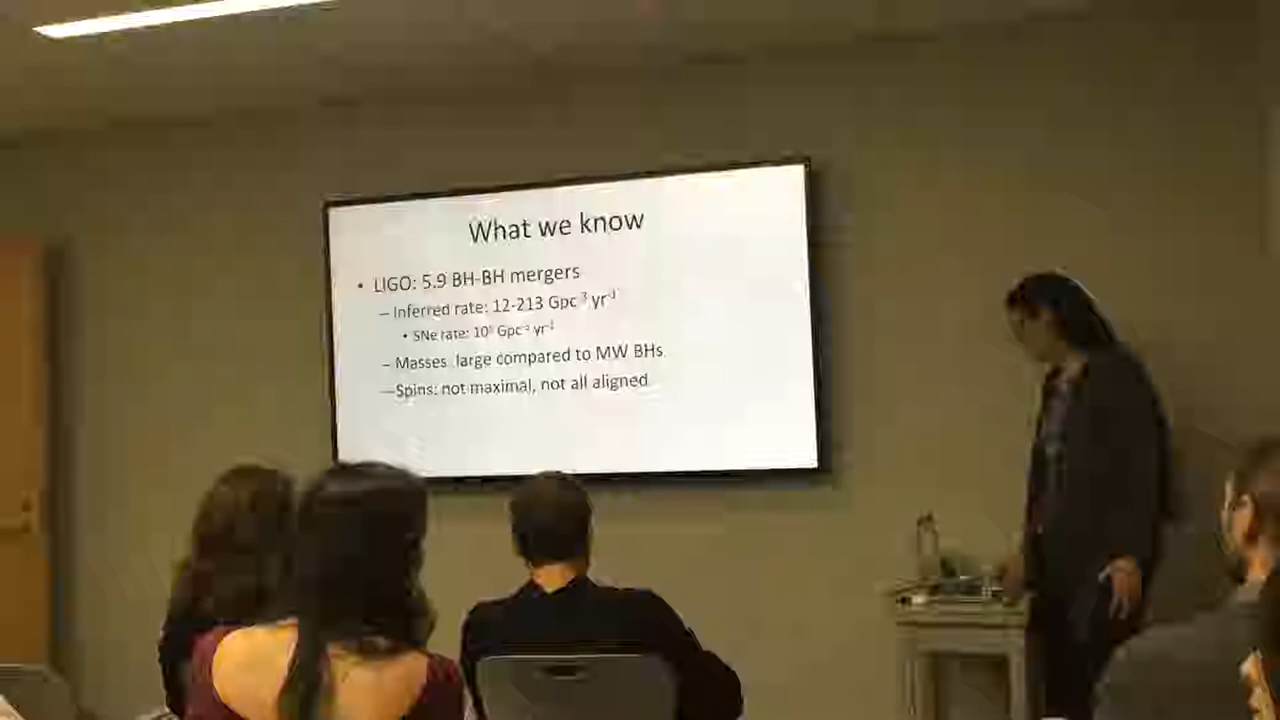 What we know
• LIGO: 5.9 BH-BH mergers
– Inferred rate: 12-213 Gpc⁻³ yr⁻¹
• SNe rate: 10⁵ Gpc⁻³ yr⁻¹
– Masses: large compared to MW BHs
– Spins: not maximal, not all aligned